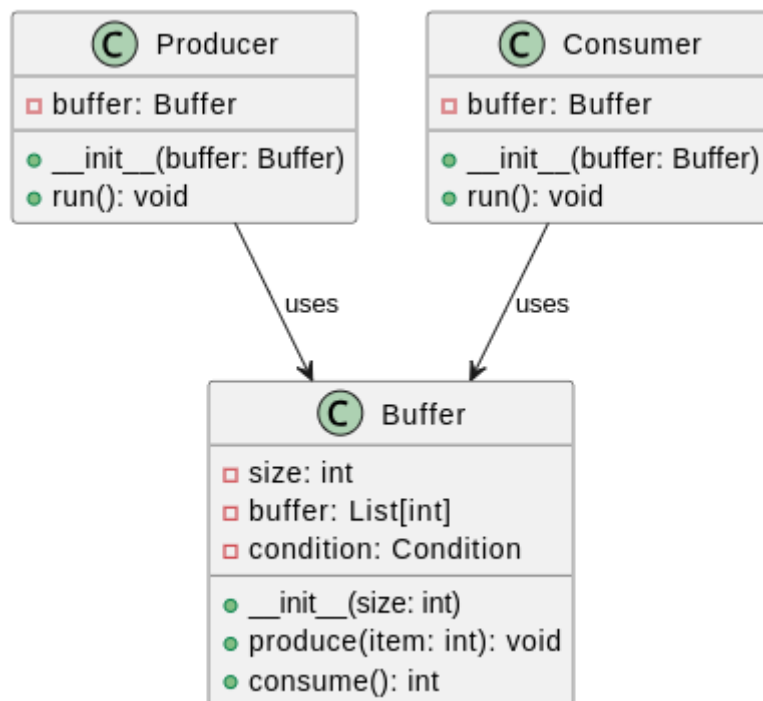 C Producer
buffer: Buffer
__init__(buffer: Buffer)
run(): void
C Consumer
buffer: Buffer
__init__(buffer: Buffer)
run(): void
uses
uses
C Buffer
size: int
buffer: List[int]
condition: Condition
__init__(size: int)
produce(item: int): void
consume(): int